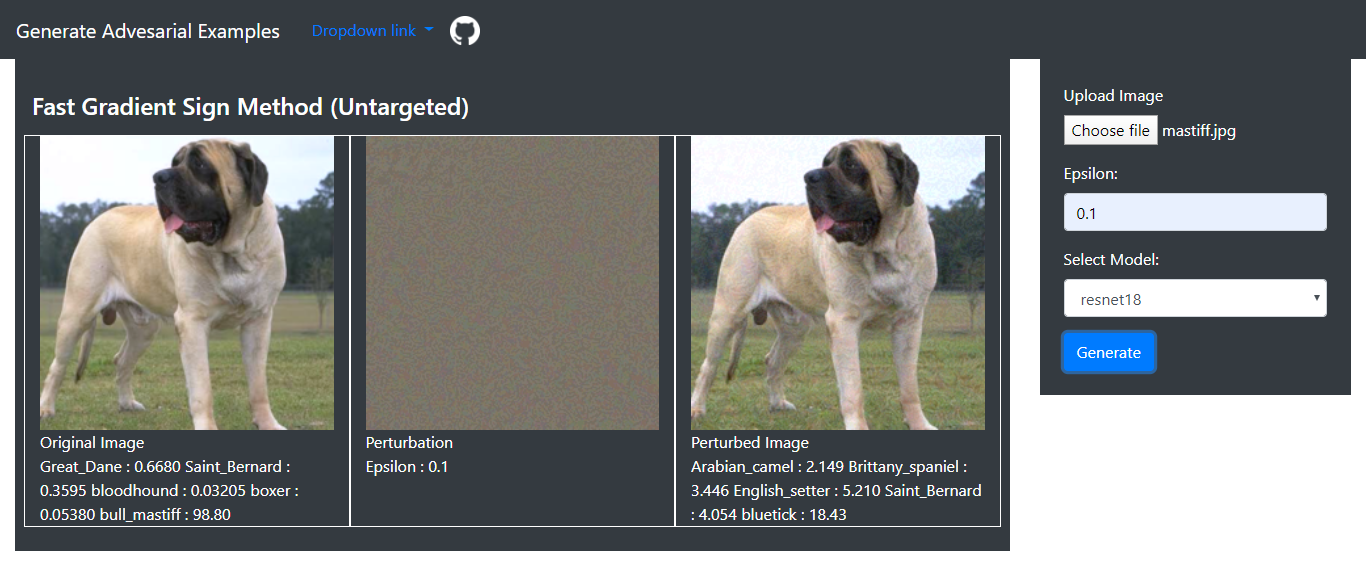 Generate Advesarial Examples
Dropdown link
Fast Gradient Sign Method (Untargeted)
Original Image
Great_Dane : 0.6680 Saint_Bernard :
0.3595 bloodhound : 0.03205 boxer :
0.05380 bull_mastiff : 98.80
Perturbation
Epsilon : 0.1
Perturbed Image
Arabian_camel : 2.149 Brittany_spaniel :
3.446 English_setter : 5.210 Saint_Bernard
: 4.054 bluetick : 18.43
Upload Image
Choose file mastiff.jpg
Epsilon:
0.1
Select Model:
resnet18
Generate